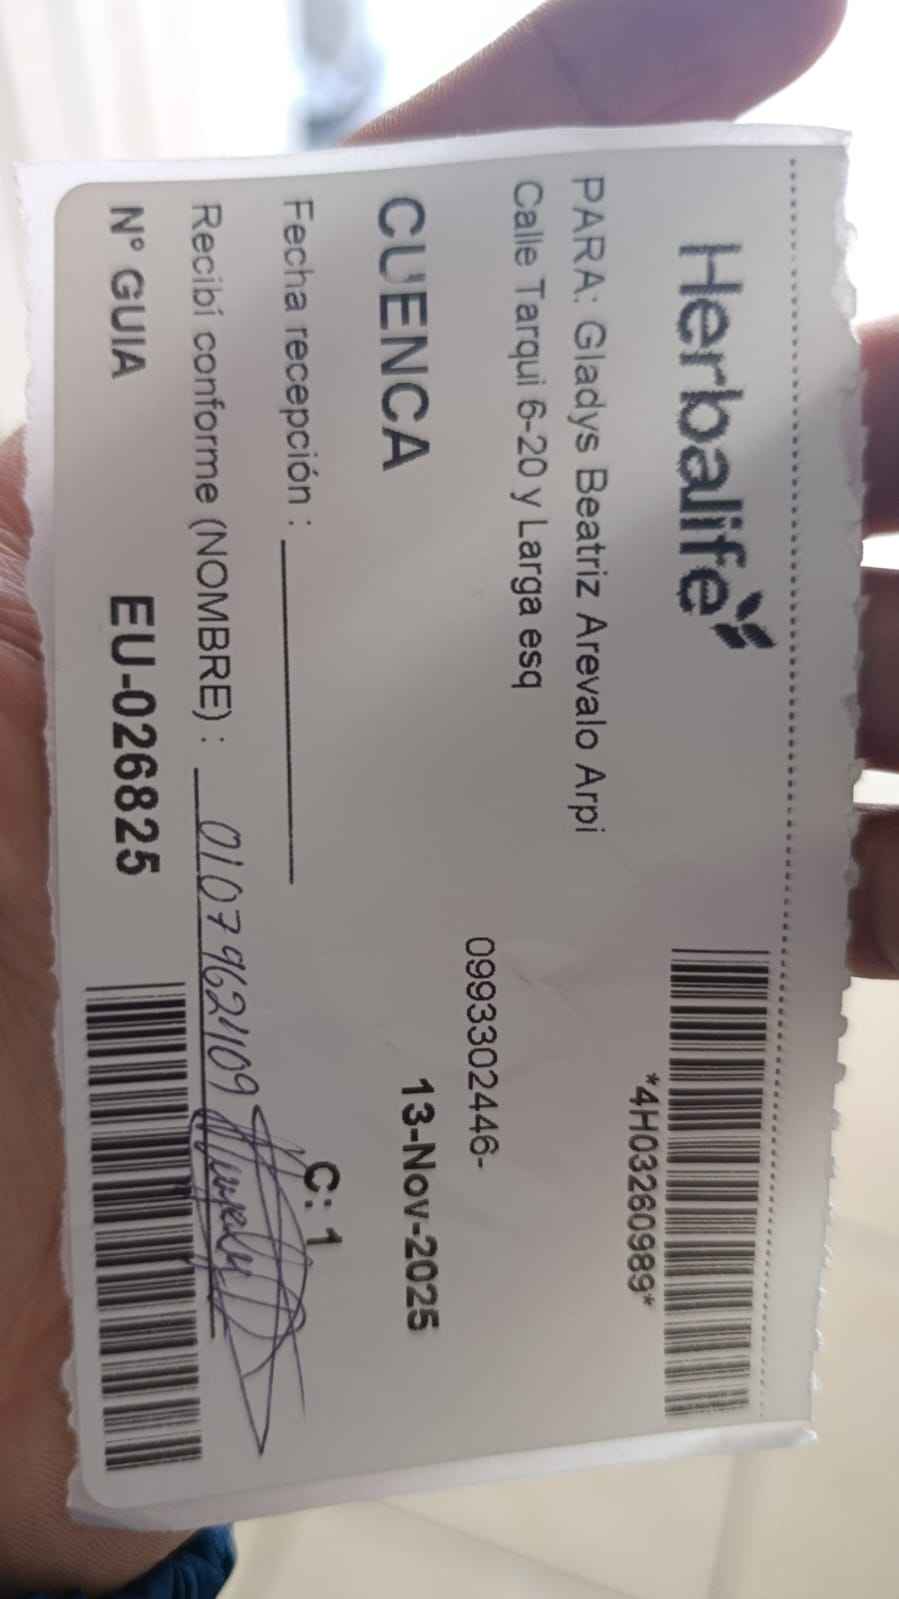 Herbalife
*4H03260989*
PARA: Gladys Beatriz Arevalo Arpi
Calle Tarqui 6-20 y Larga esq
0993302446-
CUENCA
13-Nov-2025
Fecha recepción :
C: 1
Recibí conforme (NOMBRE) : 0107962109
N° GUIA EU-026825